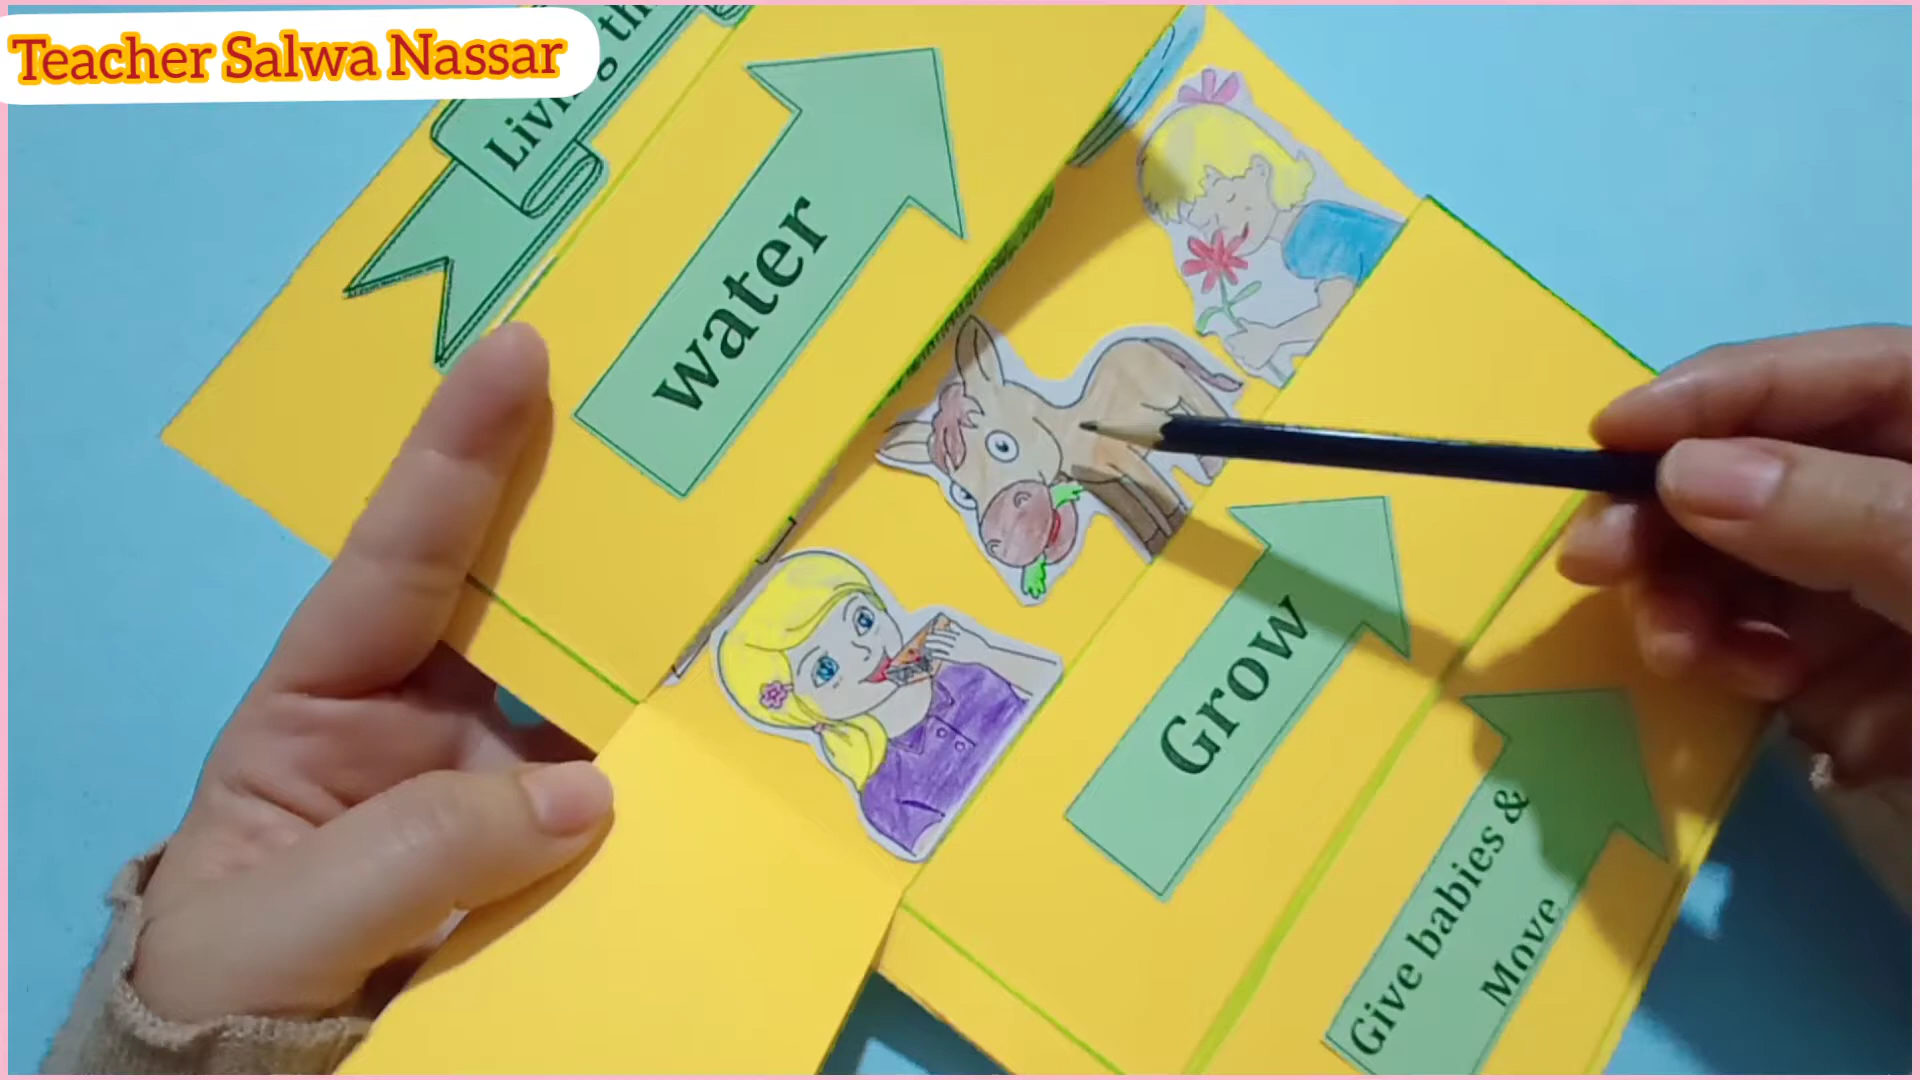 Teacher Salwa Nassar
water
Grow
Give babies &
Move